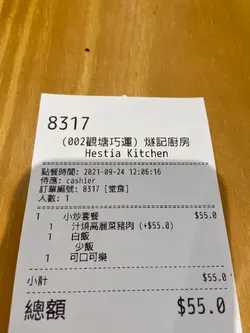 8317
(002觀塘巧運) 燧記廚房
Hestia Kitchen
點餐時間: 2021-09-24 12:06:16
侍應: cashier
訂單編號: 8317 [堂食]
人數: 1
1 小炒套餐 $55.0
1 汁燒高麗菜豬肉 (+$55.0)
1 白飯
少飯
1 可口可樂
小計 $55.0
總額 $55.0